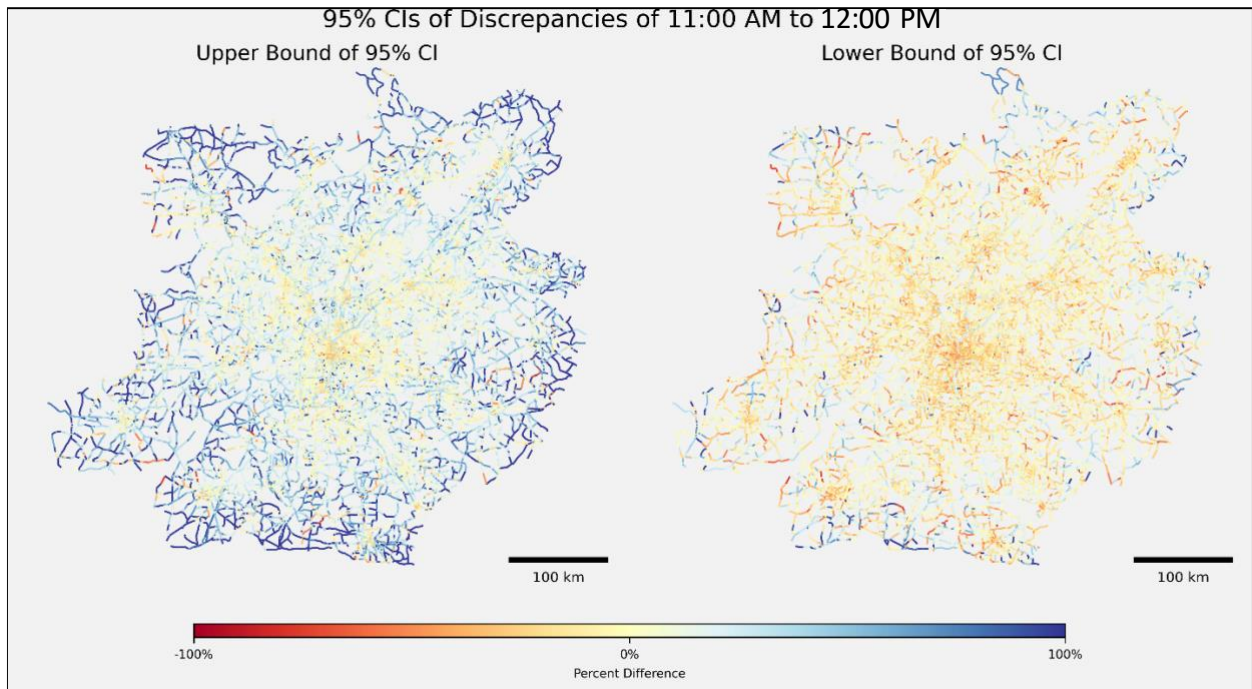 95% CIs of Discrepancies of 11:00 AM to 12:00 PM
Upper Bound of 95% CI
Lower Bound of 95% CI
100 km
100 km
-100%
0%
100%
Percent Difference